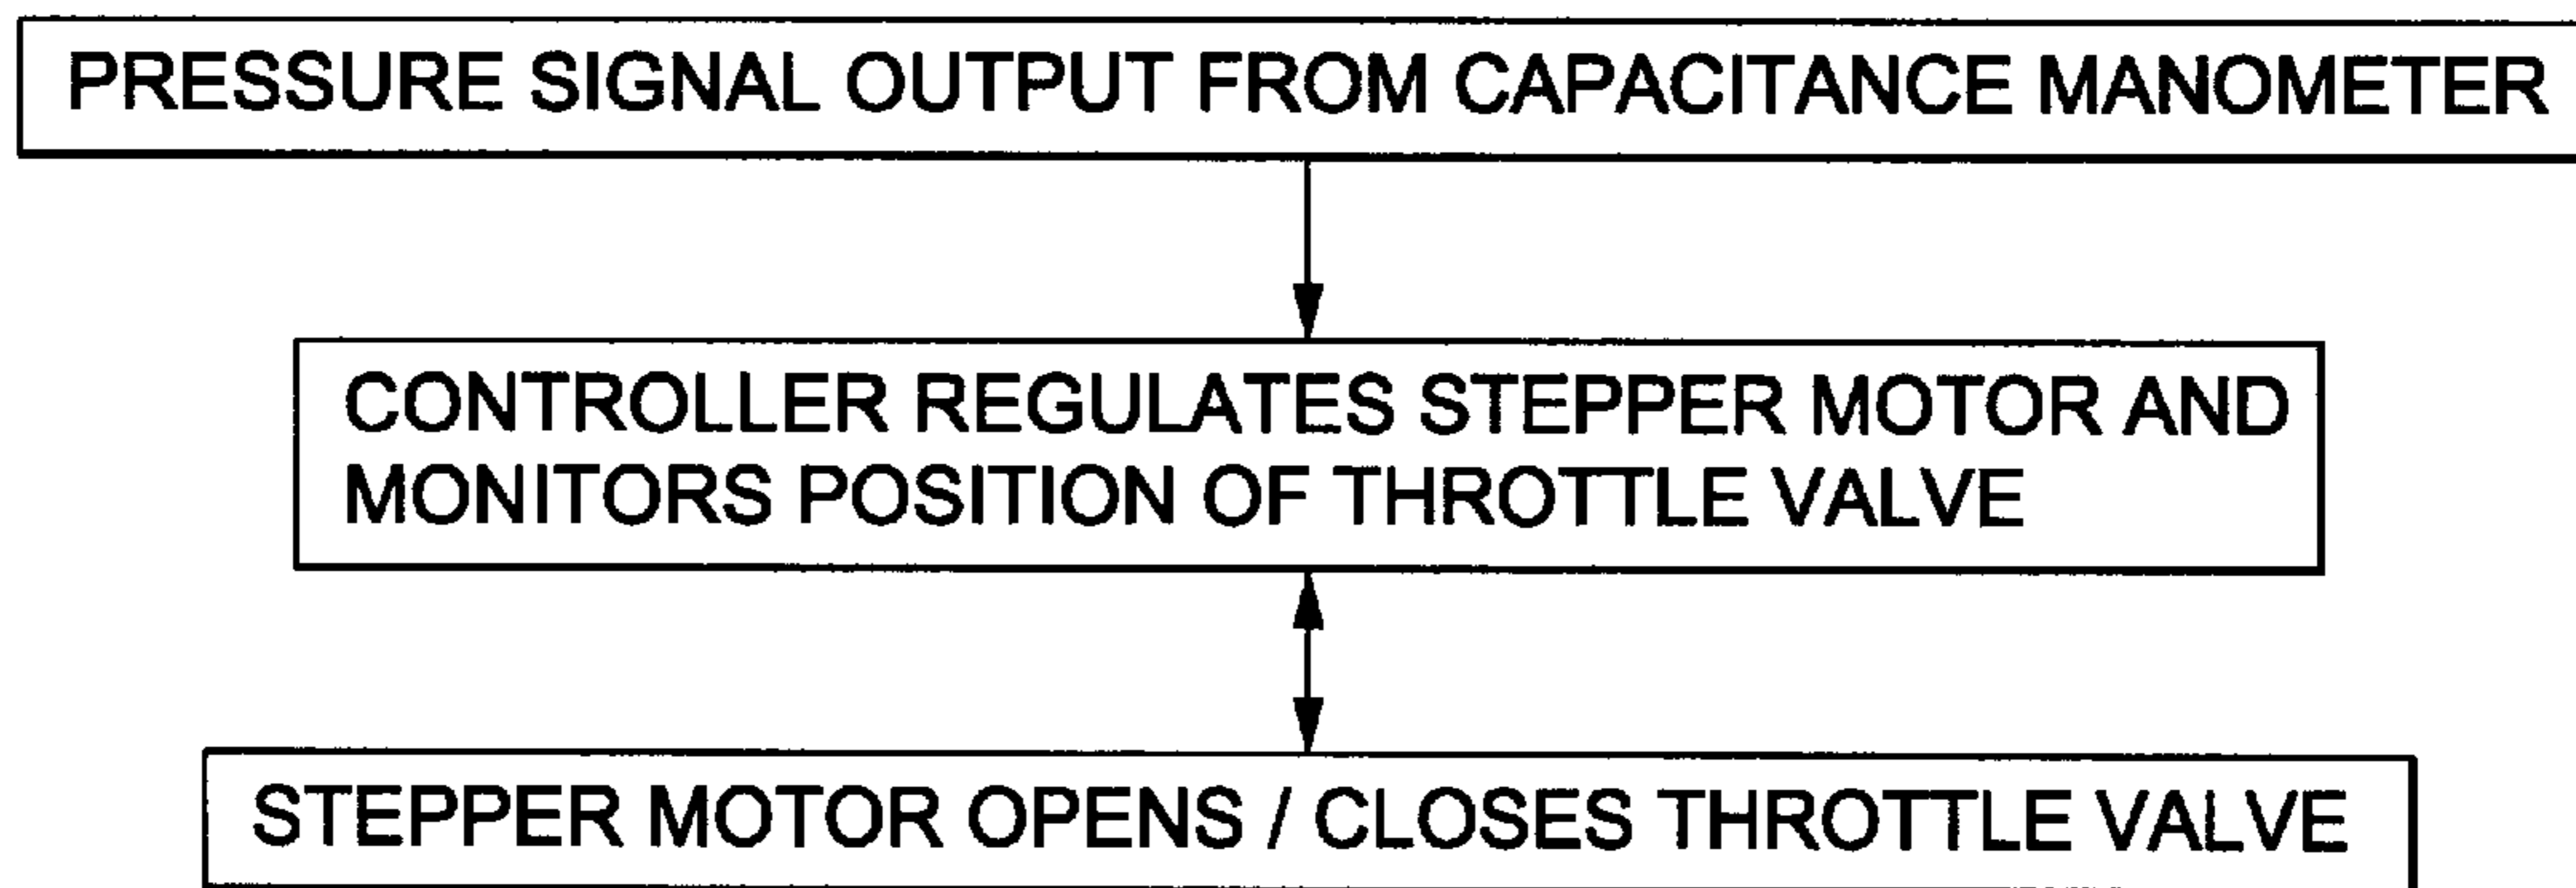 PRESSURE SIGNAL OUTPUT FROM CAPACITANCE MANOMETER
CONTROLLER REGULATES STEPPER MOTOR AND
MONITORS POSITION OF THROTTLE VALVE
STEPPER MOTOR OPENS / CLOSES THROTTLE VALVE